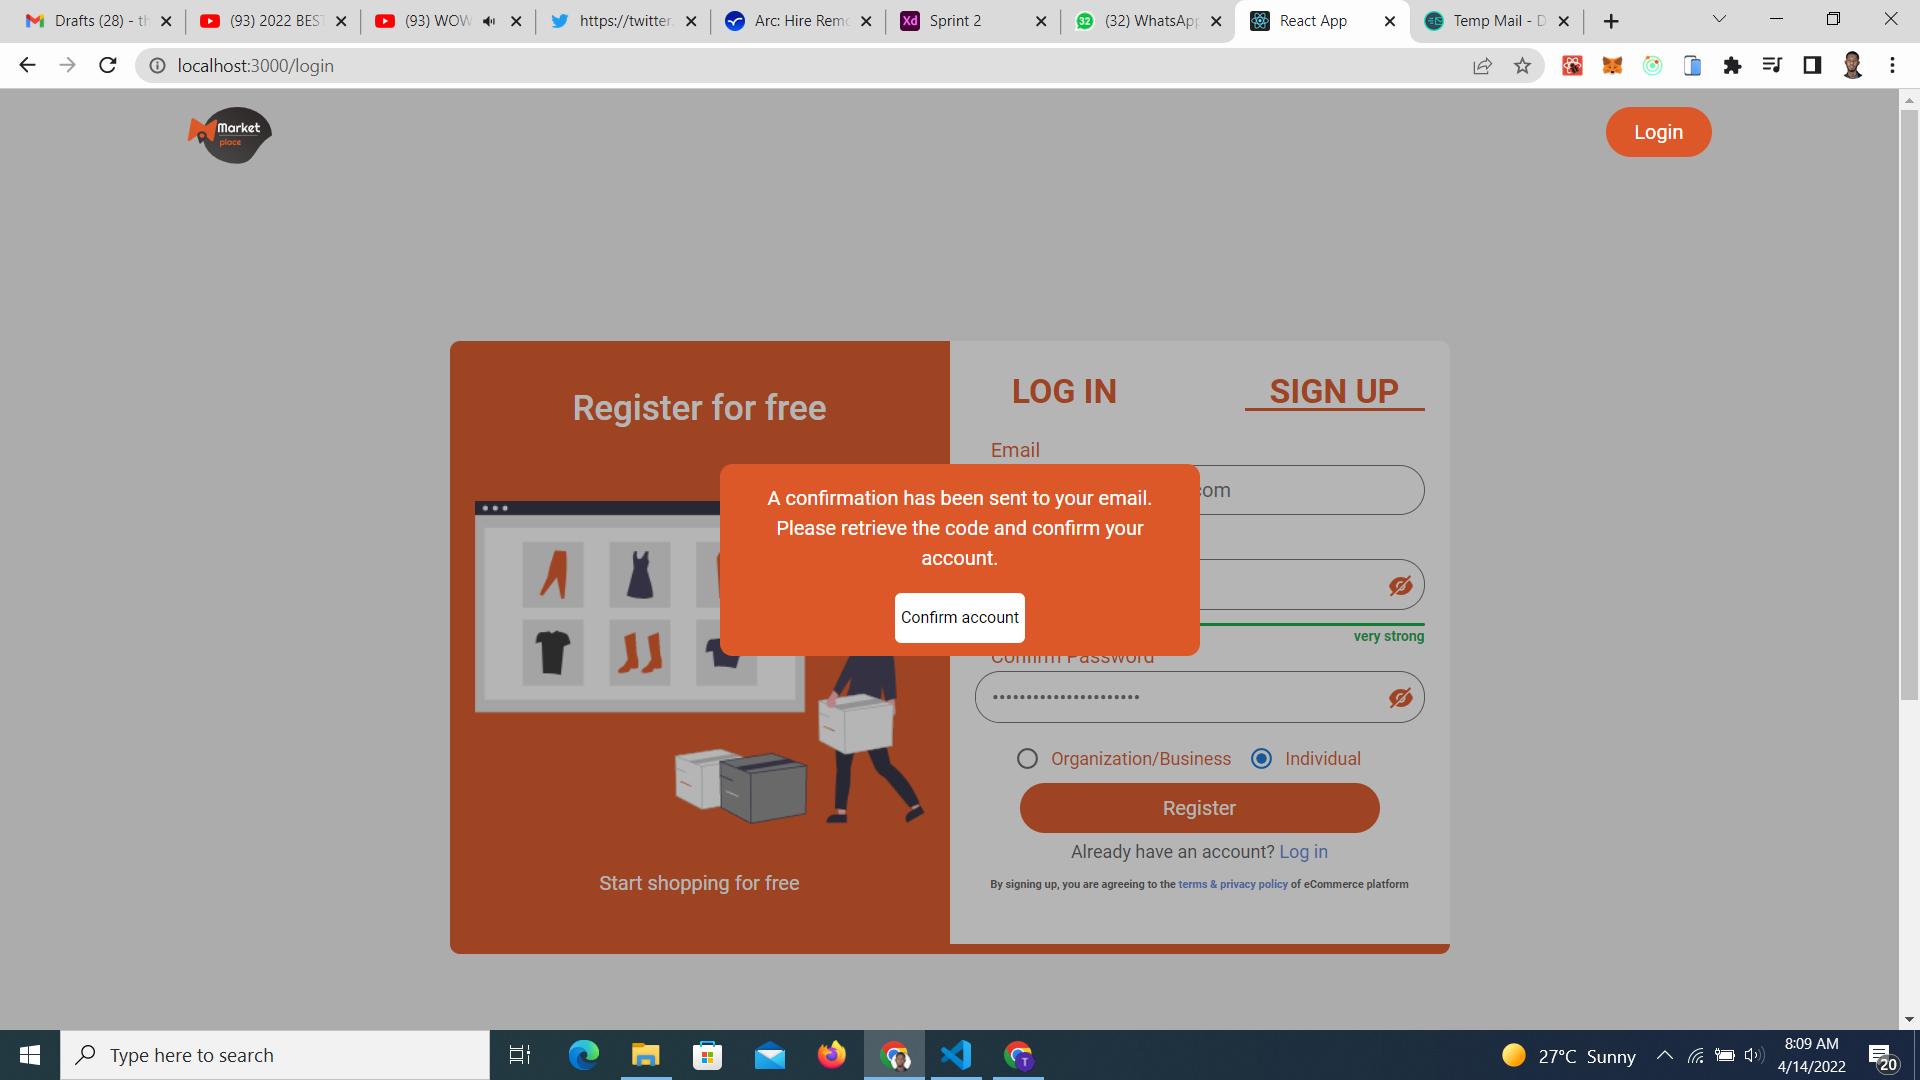 Drafts (28) - th
(93) 2022 BEST
(93) WOW
https://twitter.
Arc: Hire Remo
Sprint 2
(32) WhatsApp
React App
Temp Mail - D
localhost:3000/login
Market
place
Login
Register for free
LOG IN
SIGN UP
Email
com
A confirmation has been sent to your email.
Please retrieve the code and confirm your
account.
Confirm account
very strong
Confirm Password
Organization/Business
Individual
Register
Already have an account? Log in
Start shopping for free
By signing up, you are agreeing to the terms & privacy policy of eCommerce platform
Type here to search
27°C Sunny
8:09 AM
4/14/2022
20